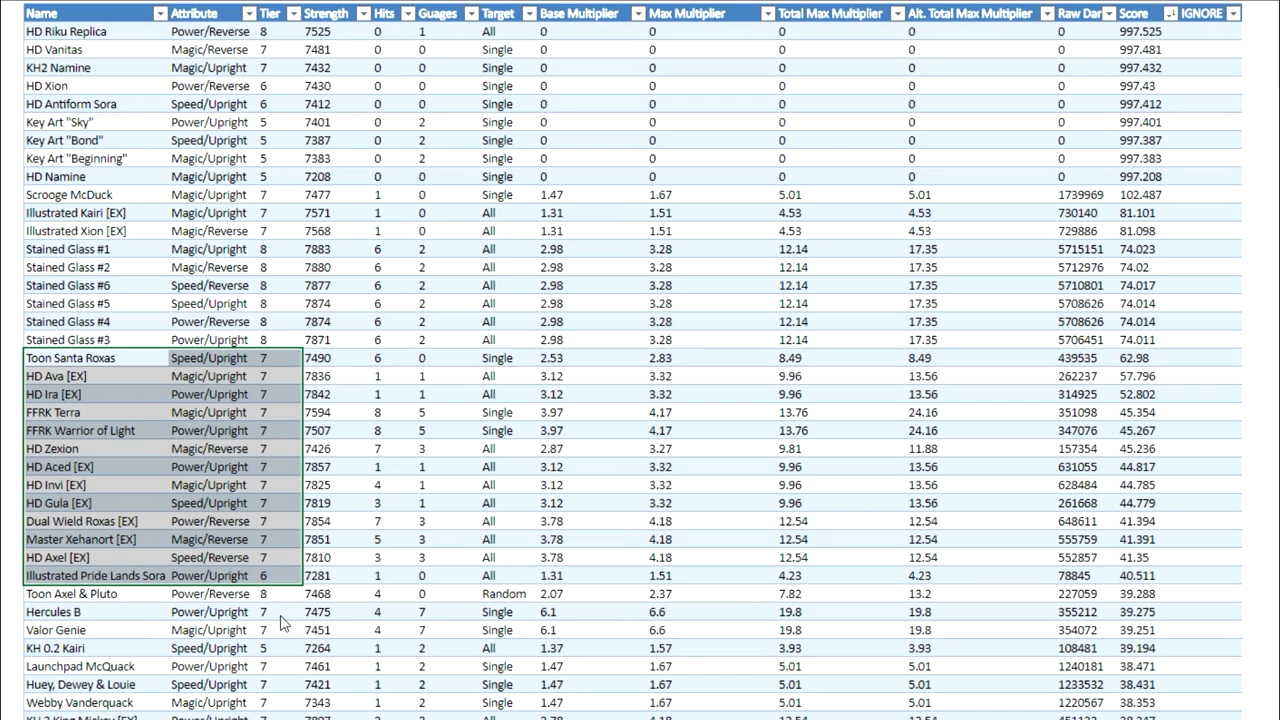 Name Attribute Tier Strength Hits Guages Target Base Multiplier Max Multiplier Total Max Multiplier Alt. Total Max Multiplier Raw Dar Score IGNORE
HD Riku Replica Power/Reverse 8 7525 0 1 All 0 0 0 0 0 997.525
HD Vanitas Magic/Reverse 7 7481 0 0 Single 0 0 0 0 0 997.481
KH2 Namine Magic/Upright 7 7432 0 0 Single 0 0 0 0 0 997.432
HD Xion Power/Reverse 6 7430 0 0 Single 0 0 0 0 0 997.43
HD Antiform Sora Speed/Upright 6 7412 0 0 Single 0 0 0 0 0 997.412
Key Art "Sky" Power/Upright 5 7401 0 2 Single 0 0 0 0 0 997.401
Key Art "Bond" Speed/Upright 5 7387 0 2 Single 0 0 0 0 0 997.387
Key Art "Beginning" Magic/Upright 5 7383 0 2 Single 0 0 0 0 0 997.383
HD Namine Magic/Upright 5 7208 0 0 Single 0 0 0 0 0 997.208
Scrooge McDuck Magic/Upright 7 7477 1 0 Single 1.47 1.67 5.01 5.01 1739969 102.487
Illustrated Kairi [EX] Magic/Upright 7 7571 1 0 All 1.31 1.51 4.53 4.53 730140 81.101
Illustrated Xion [EX] Magic/Reverse 7 7568 1 0 All 1.31 1.51 4.53 4.53 729886 81.098
Stained Glass #1 Magic/Upright 8 7883 6 2 All 2.98 3.28 12.14 17.35 5715151 74.023
Stained Glass #2 Magic/Reverse 8 7880 6 2 All 2.98 3.28 12.14 17.35 5712976 74.02
Stained Glass #6 Speed/Reverse 8 7877 6 2 All 2.98 3.28 12.14 17.35 5710801 74.017
Stained Glass #5 Speed/Upright 8 7874 6 2 All 2.98 3.28 12.14 17.35 5708626 74.014
Stained Glass #4 Power/Reverse 8 7874 6 2 All 2.98 3.28 12.14 17.35 5708626 74.014
Stained Glass #3 Power/Upright 8 7871 6 2 All 2.98 3.28 12.14 17.35 5706451 74.011
Toon Santa Roxas Speed/Upright 7 7490 6 0 Single 2.53 2.83 8.49 8.49 439535 62.98
HD Ava [EX] Magic/Upright 7 7836 1 1 All 3.12 3.32 9.96 13.56 262237 57.796
HD Ira [EX] Power/Upright 7 7842 1 1 All 3.12 3.32 9.96 13.56 314925 52.802
FFRK Terra Magic/Upright 7 7594 8 5 Single 3.97 4.17 13.76 24.16 351098 45.354
FFRK Warrior of Light Power/Upright 7 7507 8 5 Single 3.97 4.17 13.76 24.16 347076 45.267
HD Zexion Magic/Reverse 7 7426 7 3 All 2.87 3.27 9.81 11.88 157354 45.236
HD Aced [EX] Power/Upright 7 7857 1 1 All 3.12 3.32 9.96 13.56 631055 44.817
HD Invi [EX] Magic/Upright 7 7825 4 1 All 3.12 3.32 9.96 13.56 628484 44.785
HD Gula [EX] Speed/Upright 7 7819 3 1 All 3.12 3.32 9.96 13.56 261668 44.779
Dual Wield Roxas [EX] Power/Reverse 7 7854 7 3 All 3.78 4.18 12.54 12.54 648611 41.394
Master Xehanort [EX] Magic/Reverse 7 7851 5 3 All 3.78 4.18 12.54 12.54 555759 41.391
HD Axel [EX] Speed/Reverse 7 7810 3 3 All 3.78 4.18 12.54 12.54 552857 41.35
Illustrated Pride Lands Sora Power/Upright 6 7281 1 0 All 1.31 1.51 4.23 4.23 78845 40.511
Toon Axel & Pluto Power/Reverse 8 7468 4 0 Random 2.07 2.37 7.82 13.2 227059 39.288
Hercules B Power/Upright 7 7475 4 7 Single 6.1 6.6 19.8 19.8 355212 39.275
Valor Genie Magic/Upright 7 7451 4 7 Single 6.1 6.6 19.8 19.8 354072 39.251
KH 0.2 Kairi Speed/Upright 5 7264 1 2 All 1.37 1.57 3.93 3.93 108481 39.194
Launchpad McQuack Power/Upright 7 7461 1 2 Single 1.47 1.67 5.01 5.01 1240181 38.471
Huey, Dewey & Louie Speed/Upright 7 7421 1 2 Single 1.47 1.67 5.01 5.01 1233532 38.431
Webby Vanderquack Magic/Upright 7 7343 1 2 Single 1.47 1.67 5.01 5.01 1220567 38.353